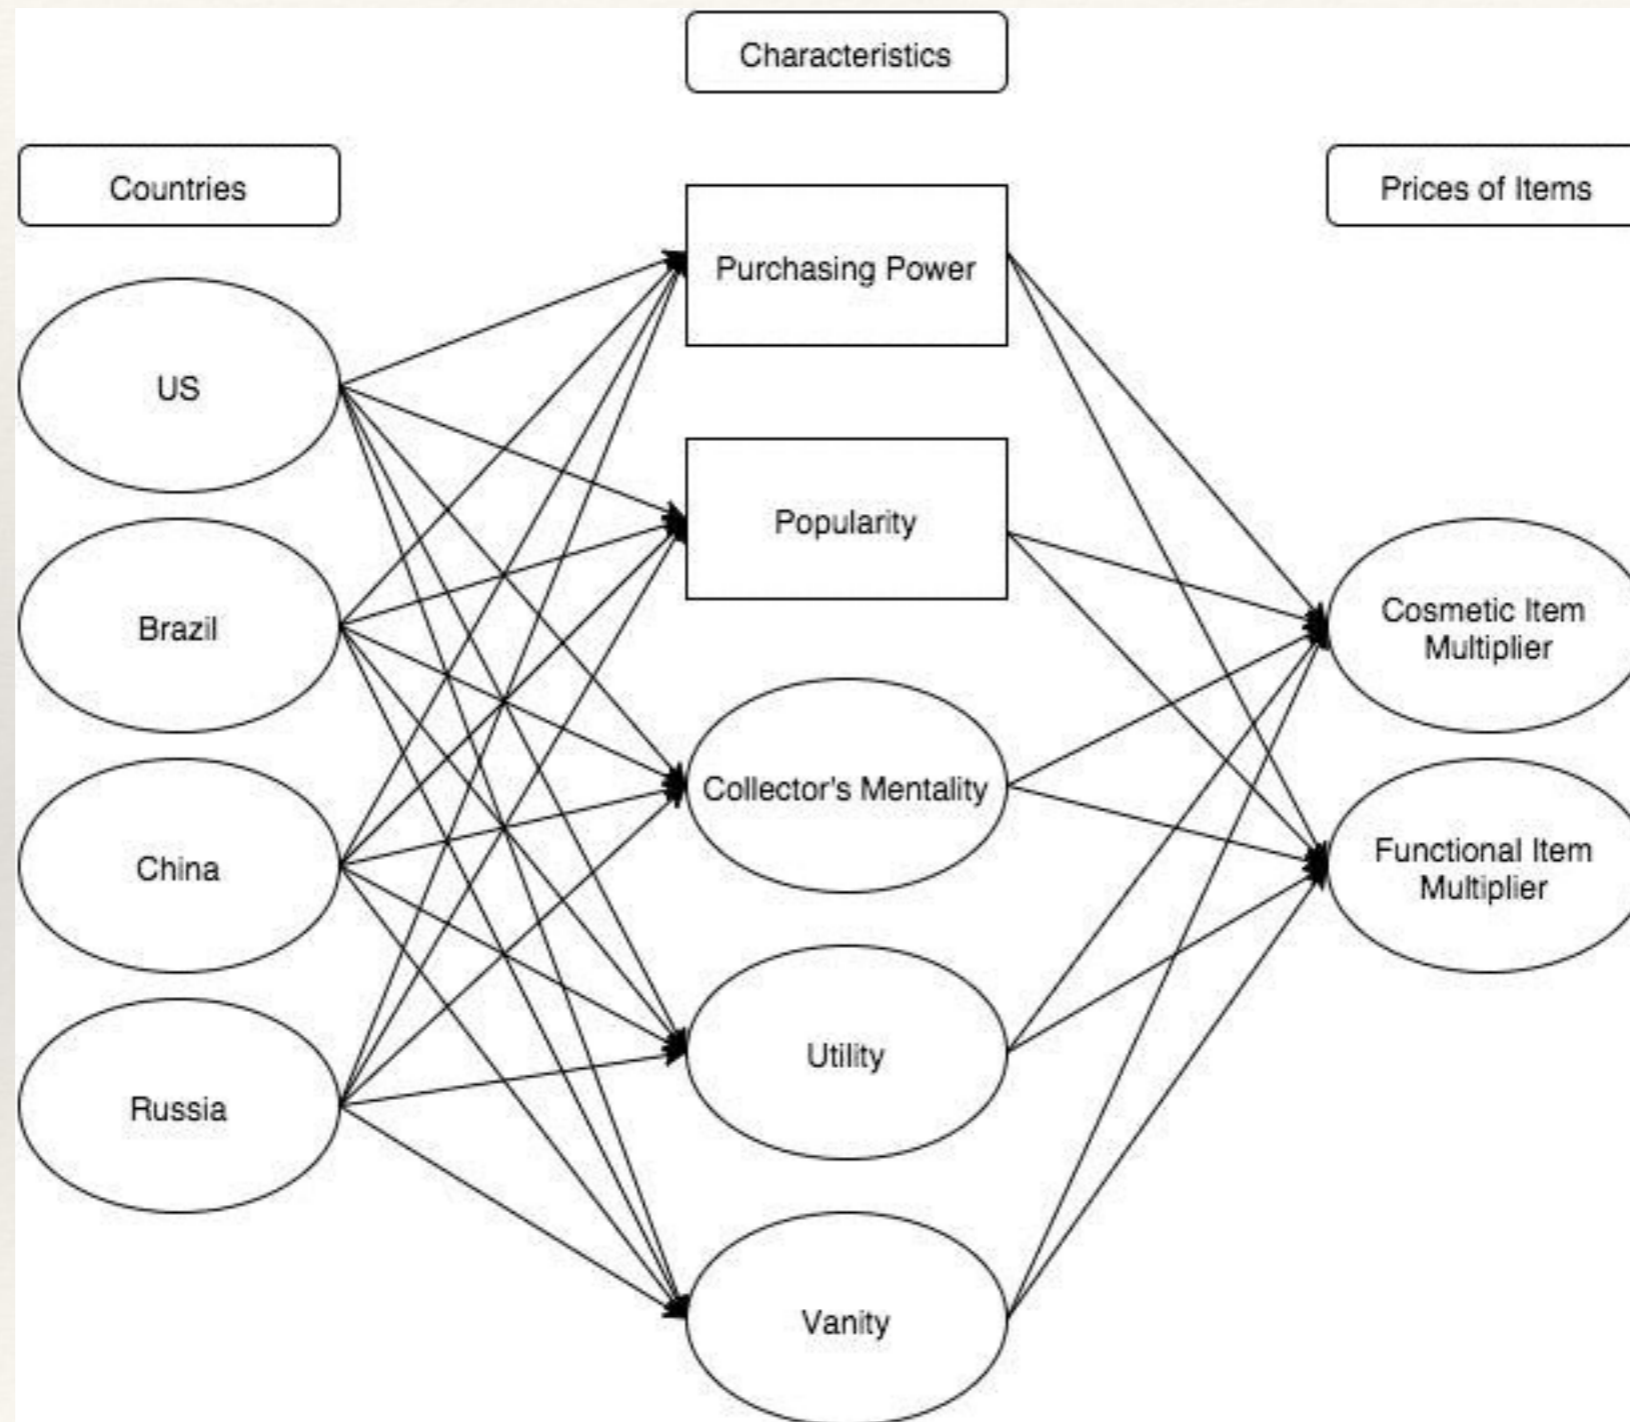 Characteristics
Countries
Prices of Items
Purchasing Power
US
Popularity
Cosmetic Item
Multiplier
Brazil
Collector's Mentality
China
Functional Item
Multiplier
Utility
Russia
Vanity